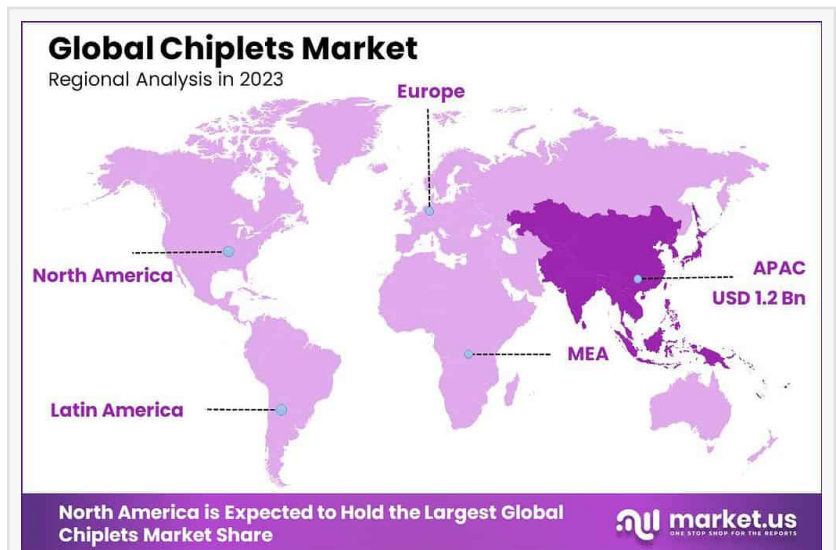 Global Chiplets Market
Regional Analysis in 2023
Europe
North America
APAC
USD 1.2 Bn
MEA
Latin America
North America is Expected to Hold the Largest Global
Chiplets Market Share
market.us
ONE STOP SHOP FOR THE REPORTS